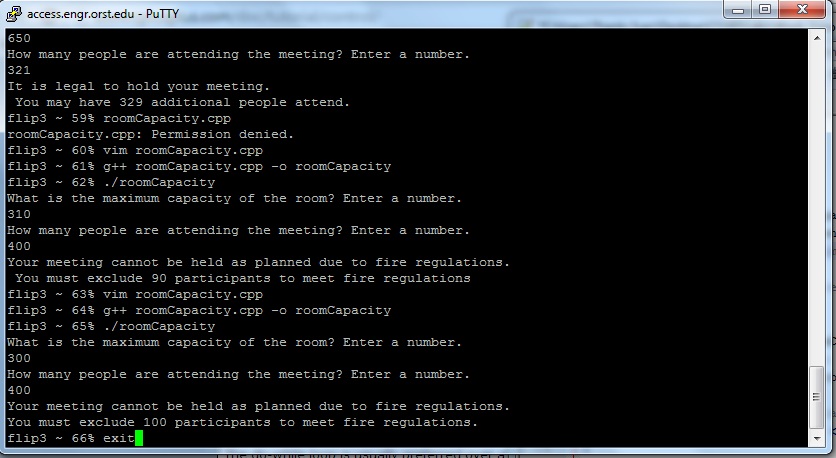 access.engr.orst.edu - PuTTY
650
How many people are attending the meeting? Enter a number.
321
It is legal to hold your meeting.
 You may have 329 additional people attend.
flip3 ~ 59% roomCapacity.cpp
roomCapacity.cpp: Permission denied.
flip3 ~ 60% vim roomCapacity.cpp
flip3 ~ 61% g++ roomCapacity.cpp -o roomCapacity
flip3 ~ 62% ./roomCapacity
What is the maximum capacity of the room? Enter a number.
310
How many people are attending the meeting? Enter a number.
400
Your meeting cannot be held as planned due to fire regulations.
 You must exclude 90 participants to meet fire regulations
flip3 ~ 63% vim roomCapacity.cpp
flip3 ~ 64% g++ roomCapacity.cpp -o roomCapacity
flip3 ~ 65% ./roomCapacity
What is the maximum capacity of the room? Enter a number.
300
How many people are attending the meeting? Enter a number.
400
Your meeting cannot be held as planned due to fire regulations.
You must exclude 100 participants to meet fire regulations.
flip3 ~ 66% exit